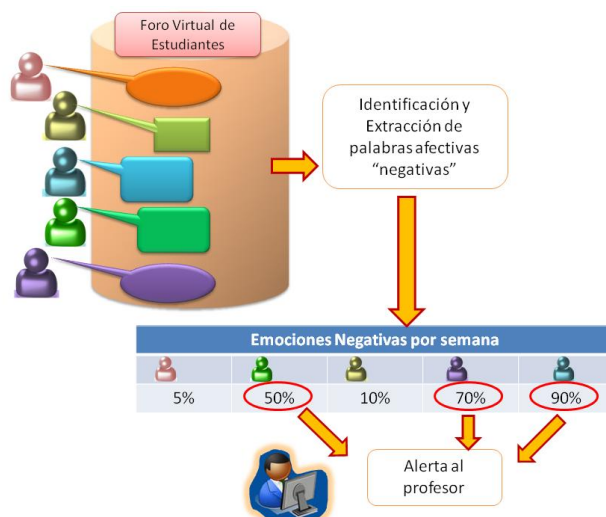 Foro Virtual de
Estudiantes
Identificación y
Extracción de
palabras afectivas
“negativas”
Emociones Negativas por semana
5% 50% 10% 70% 90%
Alerta al
profesor